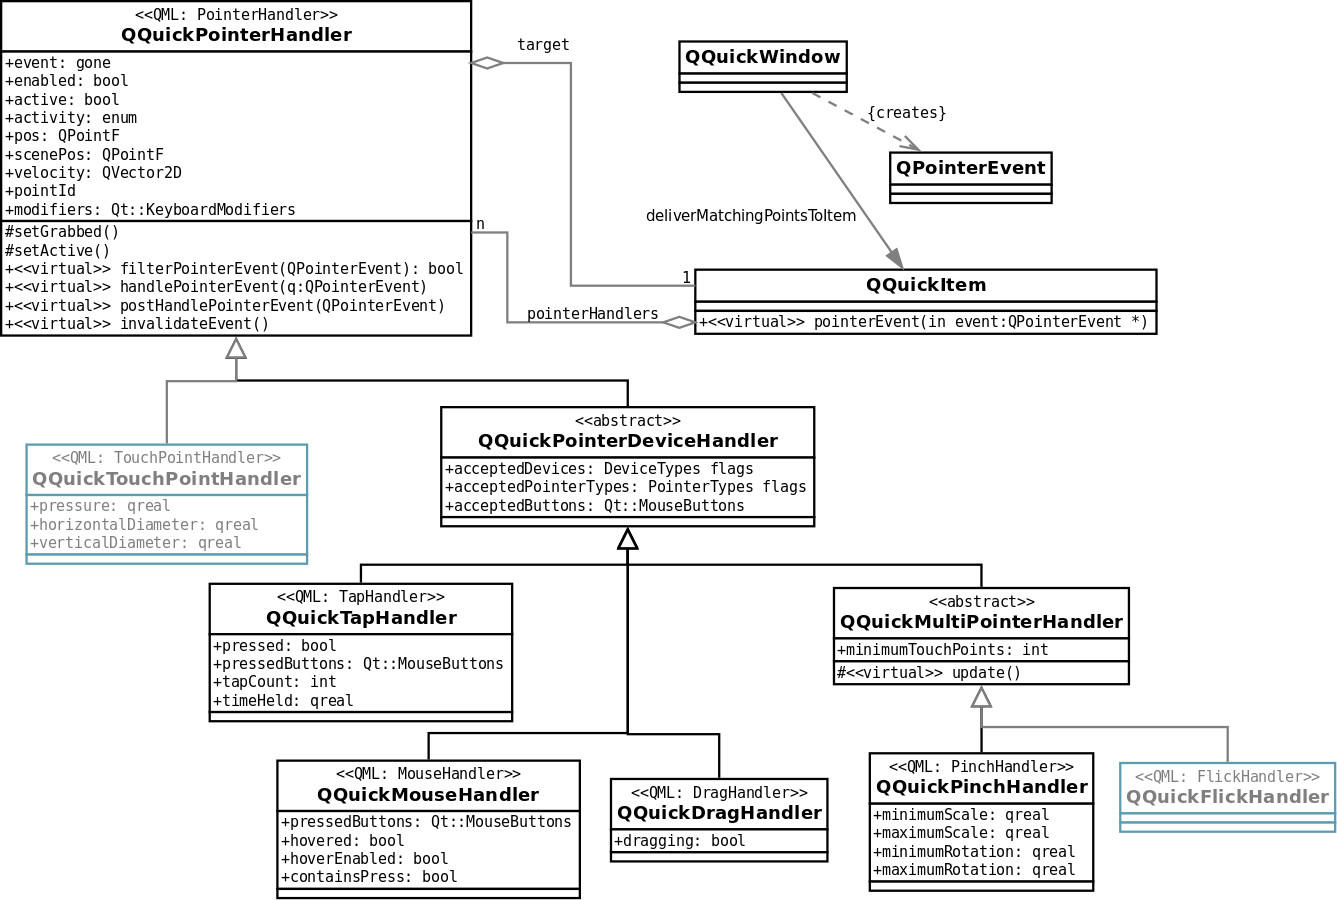 <<QML: PointerHandler>>
QQuickPointerHandler
+event: gone
+enabled: bool
+active: bool
+activity: enum
+pos: QPointF
+scenePos: QPointF
+velocity: QVector2D
+pointId
+modifiers: Qt::KeyboardModifiers
#setGrabbed()
#setActive()
+<<virtual>> filterPointerEvent(QPointerEvent): bool
+<<virtual>> handlePointerEvent(q:QPointerEvent)
+<<virtual>> postHandlePointerEvent(QPointerEvent)
+<<virtual>> invalidateEvent()
target
n
1
pointerHandlers
QQuickWindow
{creates}
QPointerEvent
deliverMatchingPointsToItem
QQuickItem
+<<virtual>> pointerEvent(in event:QPointerEvent *)
<<QML: TouchPointHandler>>
QQuickTouchPointHandler
+pressure: qreal
+horizontalDiameter: qreal
+verticalDiameter: qreal
<<abstract>>
QQuickPointerDeviceHandler
+acceptedDevices: DeviceTypes flags
+acceptedPointerTypes: PointerTypes flags
+acceptedButtons: Qt::MouseButtons
<<QML: TapHandler>>
QQuickTapHandler
+pressed: bool
+pressedButtons: Qt::MouseButtons
+tapCount: int
+timeHeld: qreal
<<abstract>>
QQuickMultiPointerHandler
+minimumTouchPoints: int
#<<virtual>> update()
<<QML: MouseHandler>>
QQuickMouseHandler
+pressedButtons: Qt::MouseButtons
+hovered: bool
+hoverEnabled: bool
+containsPress: bool
<<QML: DragHandler>>
QQuickDragHandler
+dragging: bool
<<QML: PinchHandler>>
QQuickPinchHandler
+minimumScale: qreal
+maximumScale: qreal
+minimumRotation: qreal
+maximumRotation: qreal
<<QML: FlickHandler>>
QQuickFlickHandler